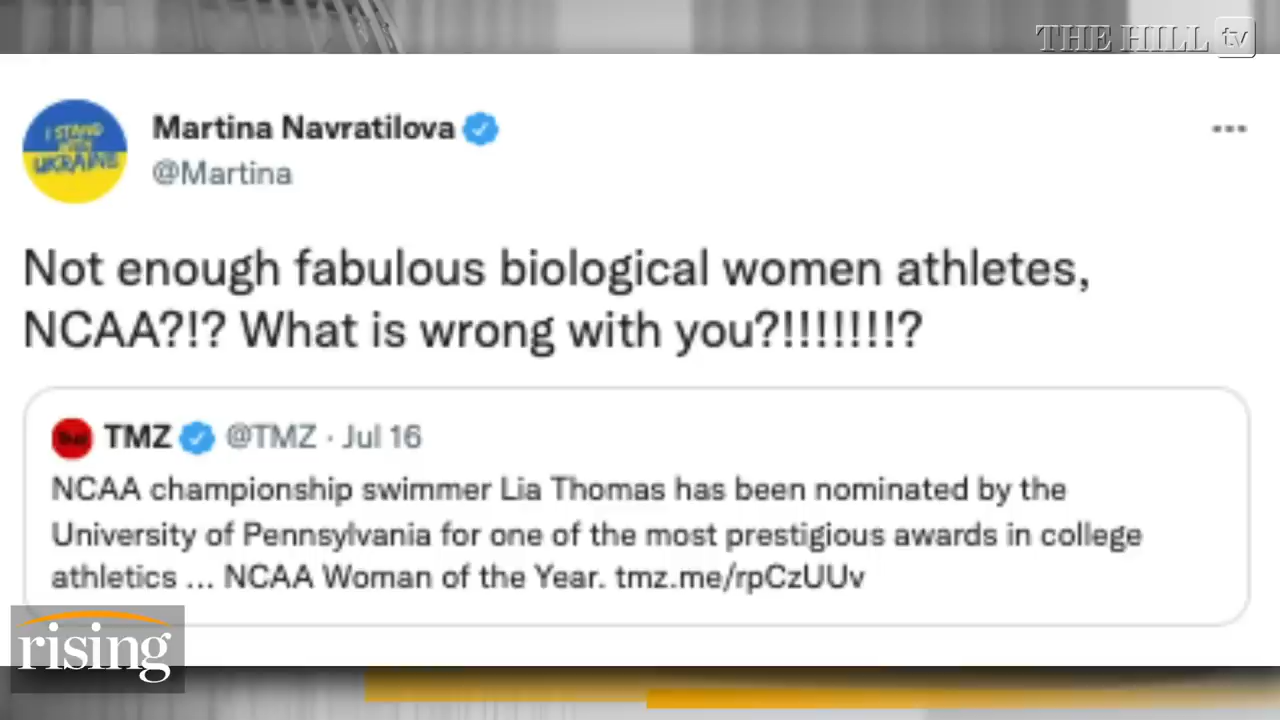 THE HILL tv
I STAND
WITH
UKRAINE
Martina Navratilova
@Martina
Not enough fabulous biological women athletes,
NCAA?!? What is wrong with you?!!!!!!!?
TMZ @TMZ · Jul 16
NCAA championship swimmer Lia Thomas has been nominated by the
University of Pennsylvania for one of the most prestigious awards in college
athletics ... NCAA Woman of the Year. tmz.me/rpCzUUv
rising